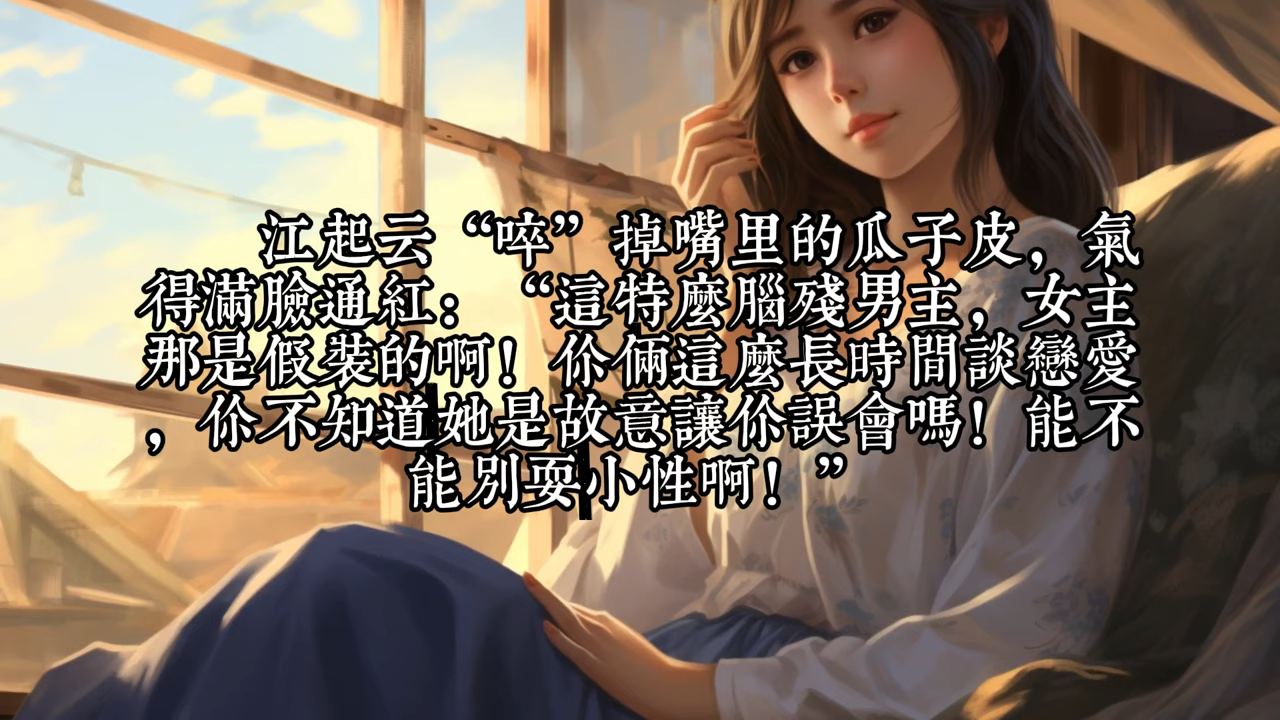 江起云“啐”掉嘴里的瓜子皮，氣
得滿臉通紅：“這特麼腦殘男主，女主
那是假裝的啊！伱倆這麼長時間談戀愛
，伱不知道她是故意讓伱誤會嗎！能不
能別耍小性啊！”